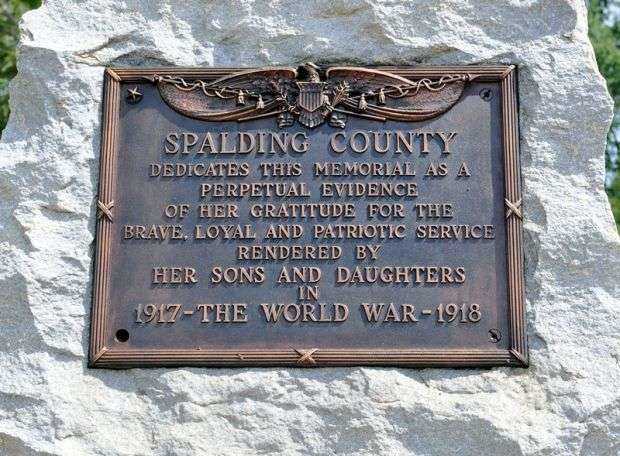 SPALDING COUNTY
DEDICATES THIS MEMORIAL AS A
PERPETUAL EVIDENCE
OF HER GRATITUDE FOR THE
BRAVE, LOYAL AND PATRIOTIC SERVICE
RENDERED BY
HER SONS AND DAUGHTERS
IN
1917-THE WORLD WAR-1918